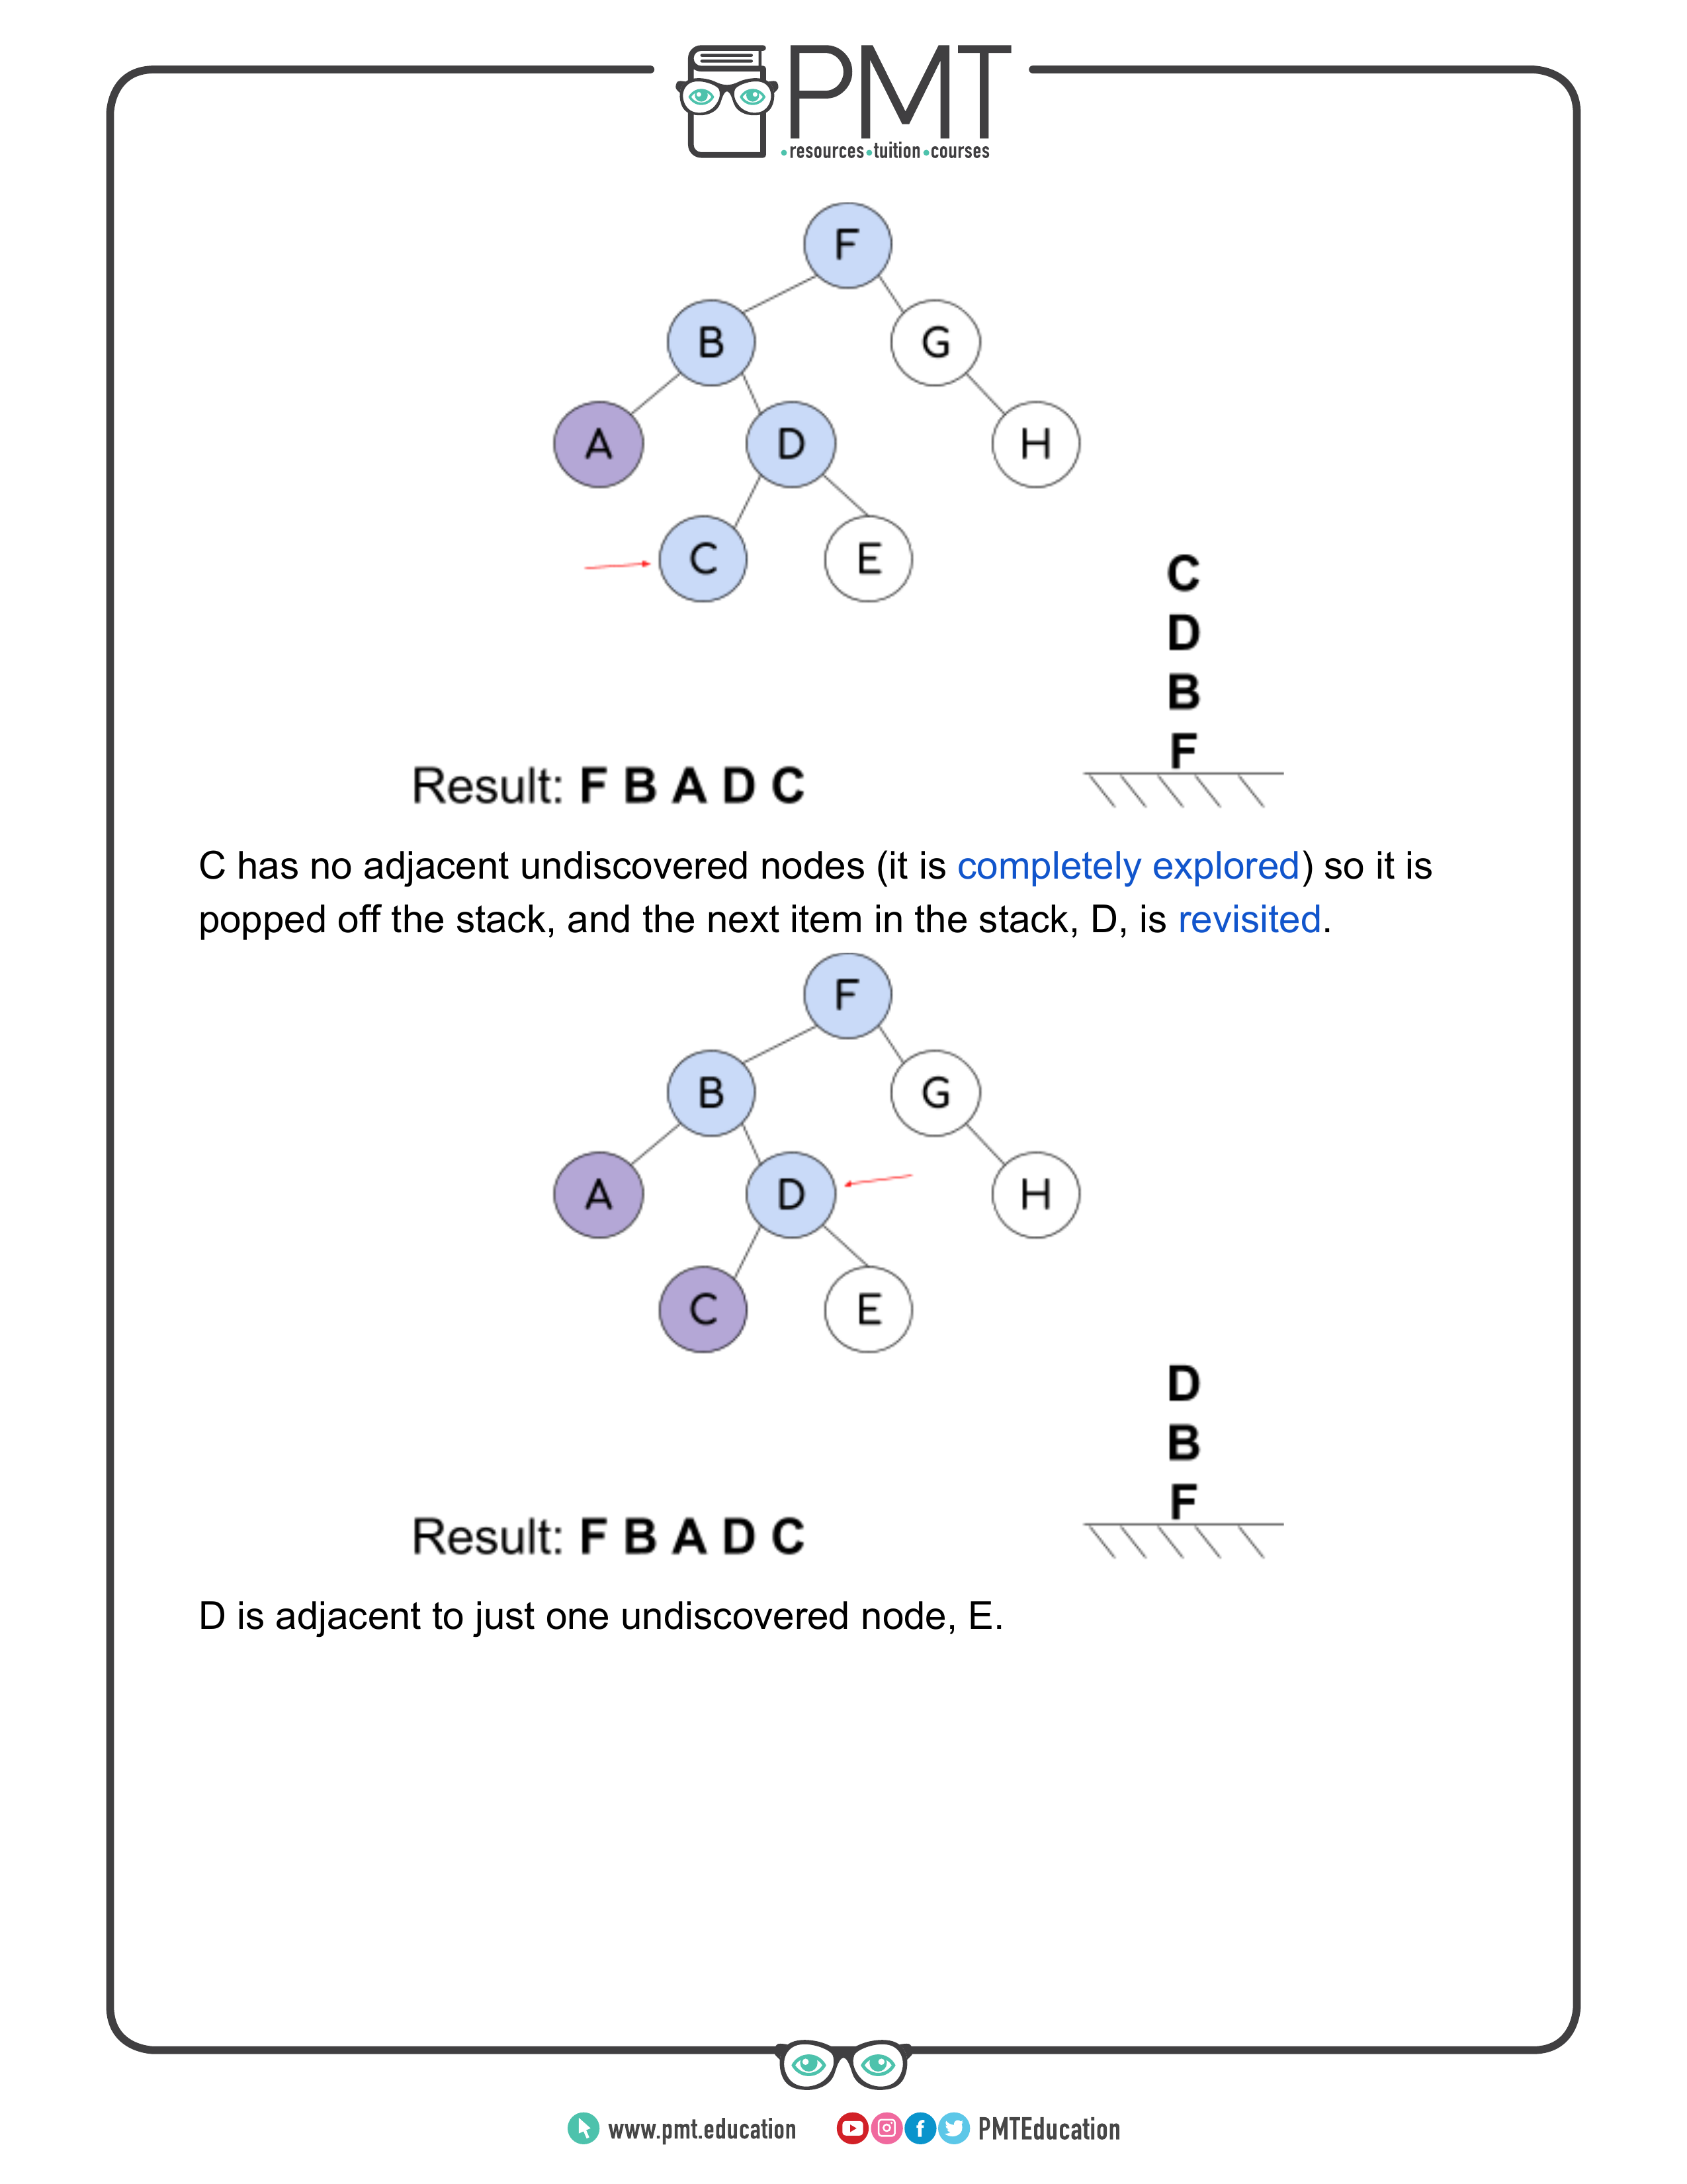 PMT
•resources•tuition•courses
F
B
G
A
D
H
C
E
C
D
B
F
Result: F B A D C
C has no adjacent undiscovered nodes (it is completely explored) so it is
popped off the stack, and the next item in the stack, D, is revisited.
F
B
G
A
D
H
C
E
D
B
F
Result: F B A D C
D is adjacent to just one undiscovered node, E.
www.pmt.education
PMTEducation